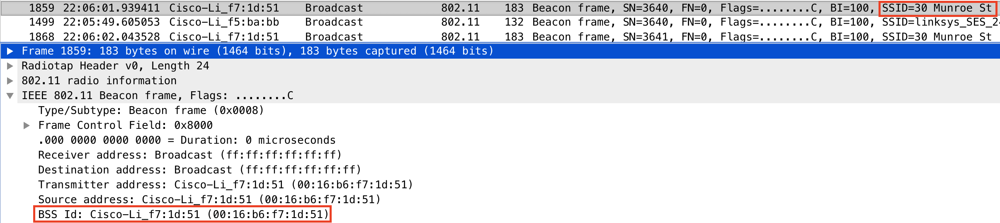 1859 22:06:01.939411 Cisco-Li_f7:1d:51 Broadcast 802.11 183 Beacon frame, SN=3640, FN=0, Flags=........C, BI=100, SSID=30 Munroe St
1499 22:05:49.605053 Cisco-Li_f5:ba:bb Broadcast 802.11 132 Beacon frame, SN=3640, FN=0, Flags=........C, BI=100, SSID=linksys_SES_24
1868 22:06:02.043528 Cisco-Li_f7:1d:51 Broadcast 802.11 183 Beacon frame, SN=3641, FN=0, Flags=........C, BI=100, SSID=30 Munroe St
Frame 1859: 183 bytes on wire (1464 bits), 183 bytes captured (1464 bits)
Radiotap Header v0, Length 24
802.11 radio information
IEEE 802.11 Beacon frame, Flags: ........C
Type/Subtype: Beacon frame (0x0008)
Frame Control Field: 0x8000
.000 0000 0000 0000 = Duration: 0 microseconds
Receiver address: Broadcast (ff:ff:ff:ff:ff:ff)
Destination address: Broadcast (ff:ff:ff:ff:ff:ff)
Transmitter address: Cisco-Li_f7:1d:51 (00:16:b6:f7:1d:51)
Source address: Cisco-Li_f7:1d:51 (00:16:b6:f7:1d:51)
BSS Id: Cisco-Li_f7:1d:51 (00:16:b6:f7:1d:51)